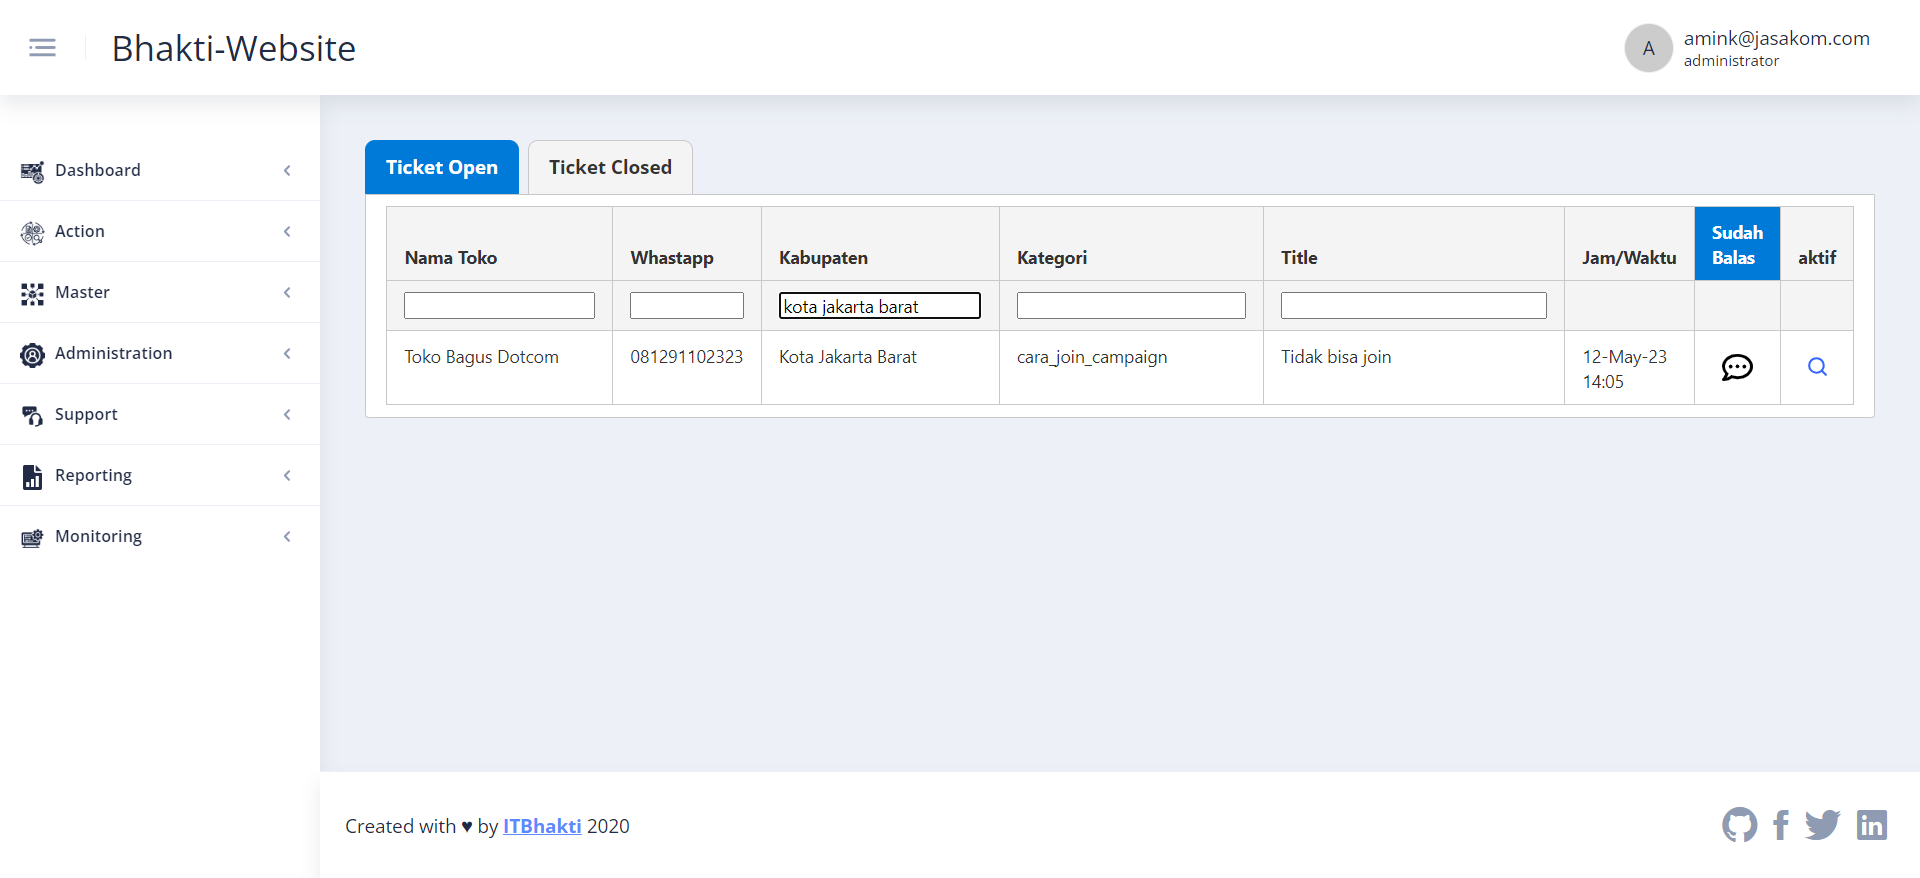 Bhakti-Website
A
amink@jasakom.com
administrator
Dashboard
Action
Master
Administration
Support
Reporting
Monitoring
Ticket Open
Ticket Closed
Nama Toko
Whastapp
Kabupaten
Kategori
Title
Jam/Waktu
Sudah
Balas
aktif
kota jakarta barat
Toko Bagus Dotcom
081291102323
Kota Jakarta Barat
cara_join_campaign
Tidak bisa join
12-May-23
14:05
Created with ♥ by ITBhakti 2020